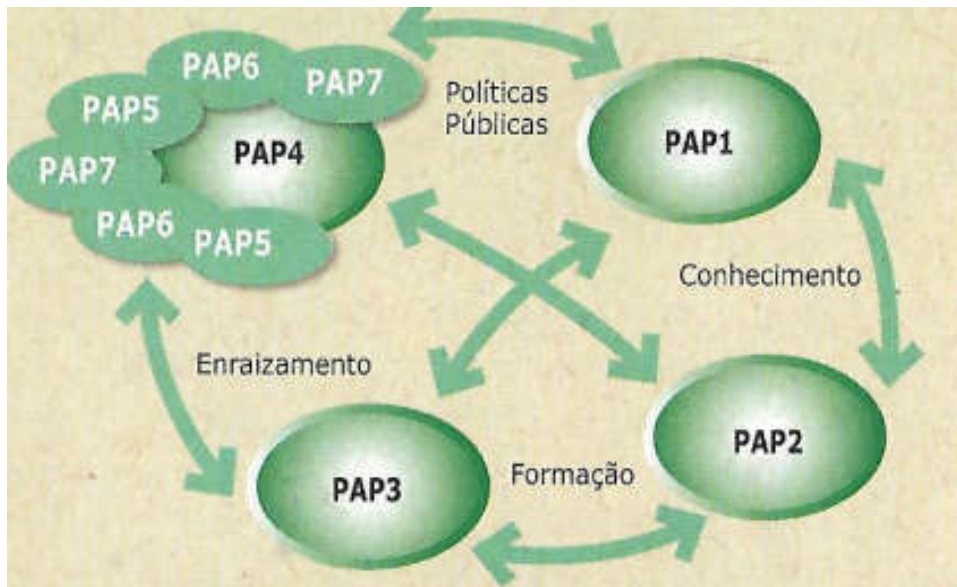 PAP6
PAP7
PAP5
PAP4
PAP7
PAP6
PAP5
Políticas
Públicas
PAP1
Conhecimento
Enraizamento
PAP2
Formação
PAP3